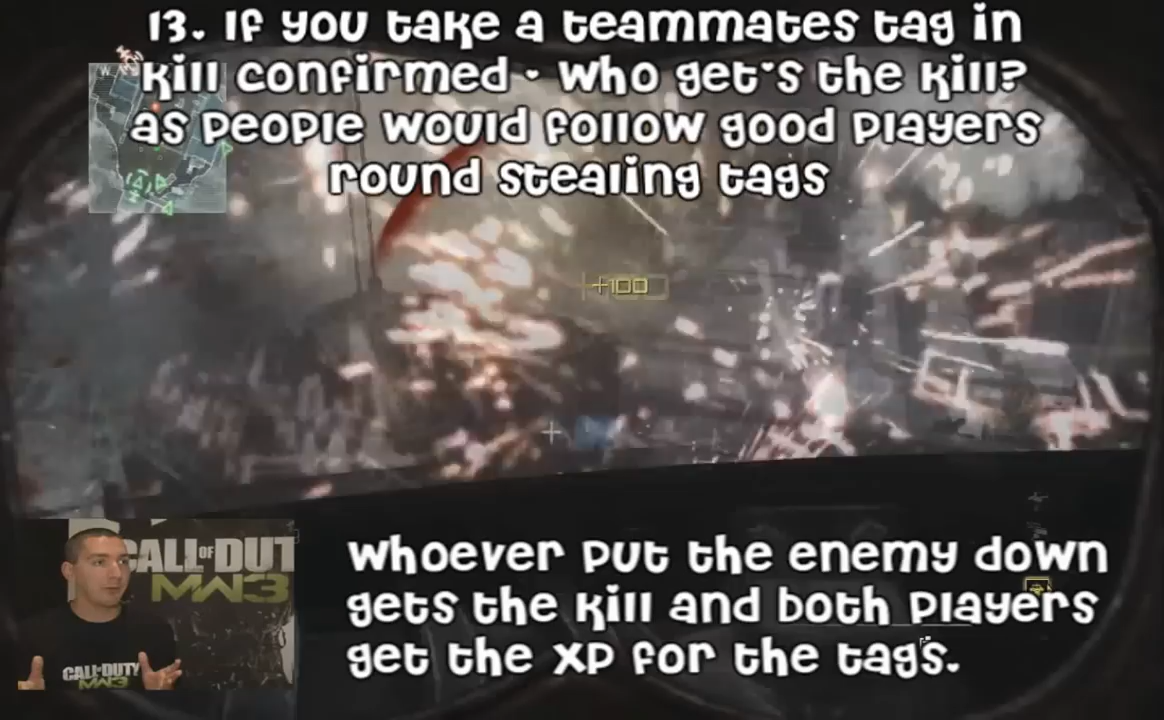 13. If you take a teammates tag in
Kill confirmed - who get's the kill?
as people would follow good players
round stealing tags
W
+100
CALL OF DUT
MW3
CALL OF DUTY
MW3
Whoever put the enemy down
gets the kill and both players
get the XP for the tags.